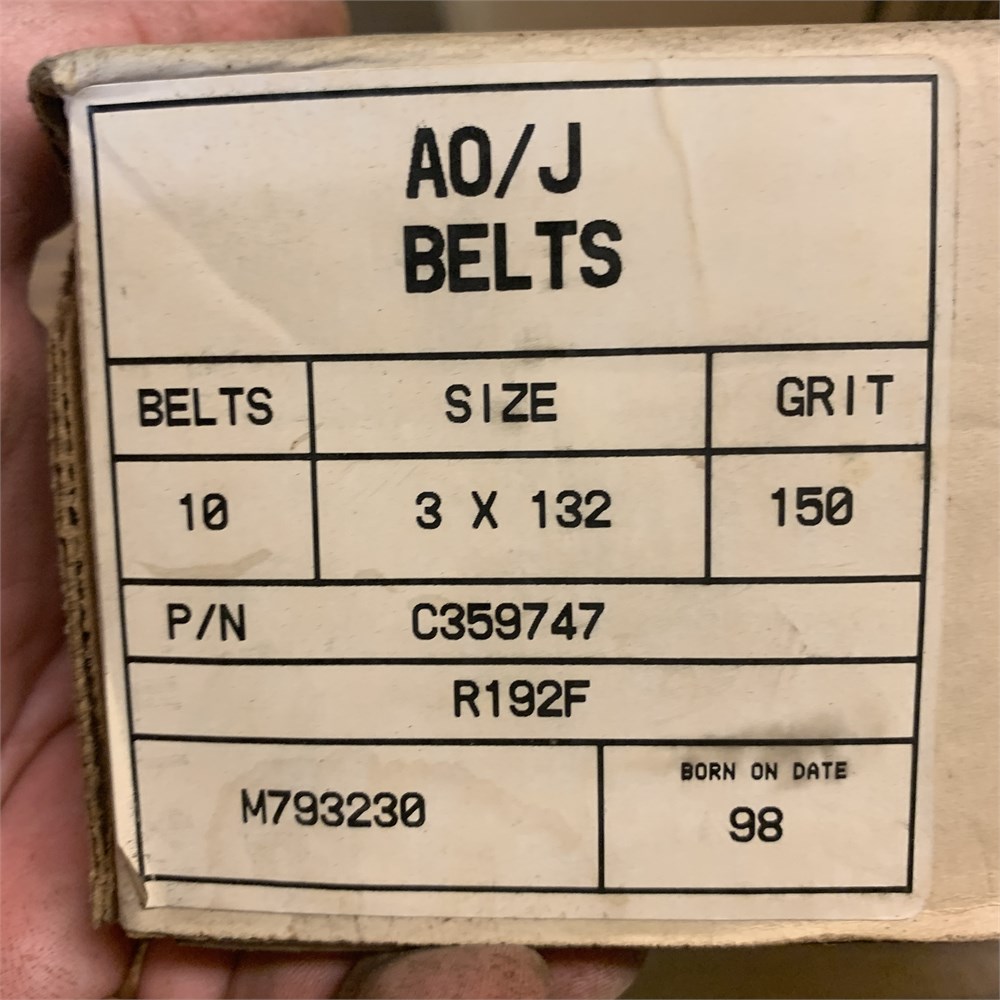 AO/J
BELTS
BELTS SIZE GRIT
10 3 X 132 150
P/N C359747
R192F
BORN ON DATE
M793230 98